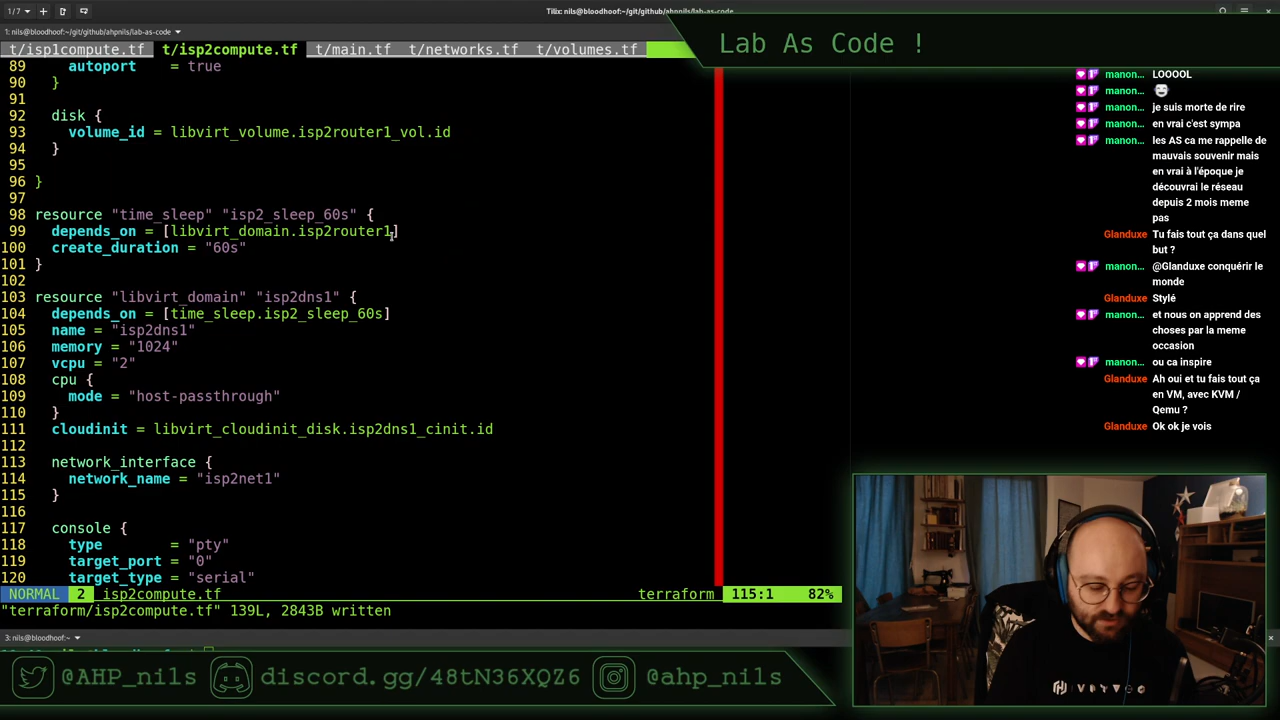 1/7
Tilix: nils@bloodhoof:~/git/github/ahpnils/lab-as-code
1: nils@bloodhoof:~/git/github/ahpnils/lab-as-code
t/isp1compute.tf t/isp2compute.tf t/main.tf t/networks.tf t/volumes.tf
Lab As Code !
89 autoport = true
90 }
91
92 disk {
93 volume_id = libvirt_volume.isp2router1_vol.id
94 }
95
96 }
97
98 resource "time_sleep" "isp2_sleep_60s" {
99 depends_on = [libvirt_domain.isp2router1]
100 create_duration = "60s"
101 }
102
103 resource "libvirt_domain" "isp2dns1" {
104 depends_on = [time_sleep.isp2_sleep_60s]
105 name = "isp2dns1"
106 memory = "1024"
107 vcpu = "2"
108 cpu {
109 mode = "host-passthrough"
110 }
111 cloudinit = libvirt_cloudinit_disk.isp2dns1_cinit.id
112
113 network_interface {
114 network_name = "isp2net1"
115 }
116
117 console {
118 type = "pty"
119 target_port = "0"
120 target_type = "serial"
NORMAL 2 isp2compute.tf terraform 115:1 82%
"terraform/isp2compute.tf" 139L, 2843B written
3: nils@bloodhoof:~
manon... LOOOOL
manon...
manon... je suis morte de rire
manon... en vrai c'est sympa
manon... les AS ca me rappelle de
mauvais souvenir mais
en vrai à l'époque je
découvrai le réseau
depuis 2 mois meme
pas
Glanduxe Tu fais tout ça dans quel
but ?
manon... @Glanduxe conquérir le
monde
Glanduxe Stylé
manon... et nous on apprend des
choses par la meme
occasion
manon... ou ca inspire
Glanduxe Ah oui et tu fais tout ça
en VM, avec KVM /
Qemu ?
Glanduxe Ok ok je vois
@AHP_nils discord.gg/48tN36XQZ6 @ahp_nils